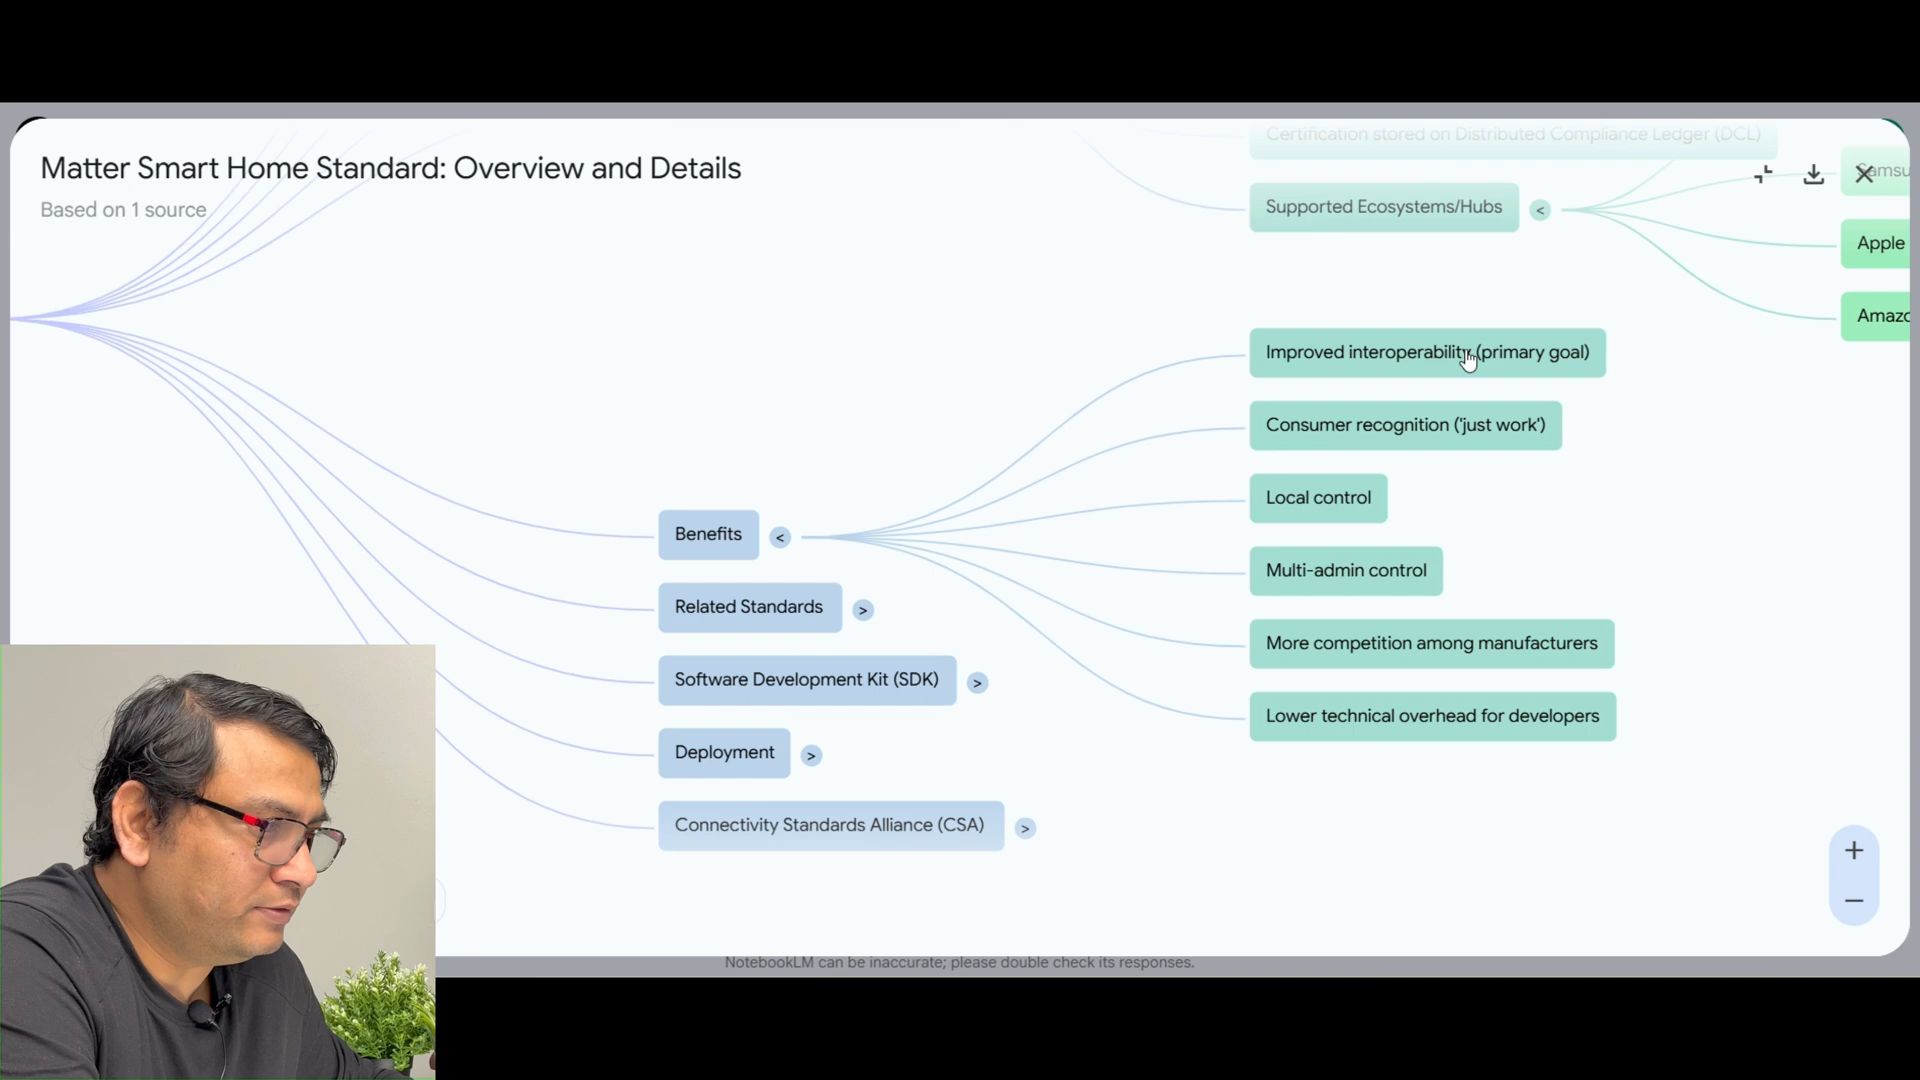 Matter Smart Home Standard: Overview and Details
Based on 1 source
Certification stored on Distributed Compliance Ledger (DCL)
Supported Ecosystems/Hubs
<
Apple
Improved interoperability (primary goal)
Consumer recognition ('just work')
Local control
Multi-admin control
More competition among manufacturers
Lower technical overhead for developers
Benefits
<
Related Standards
>
Software Development Kit (SDK)
>
Deployment
>
Connectivity Standards Alliance (CSA)
>
+
−
NotebookLM can be inaccurate; please double check its responses.